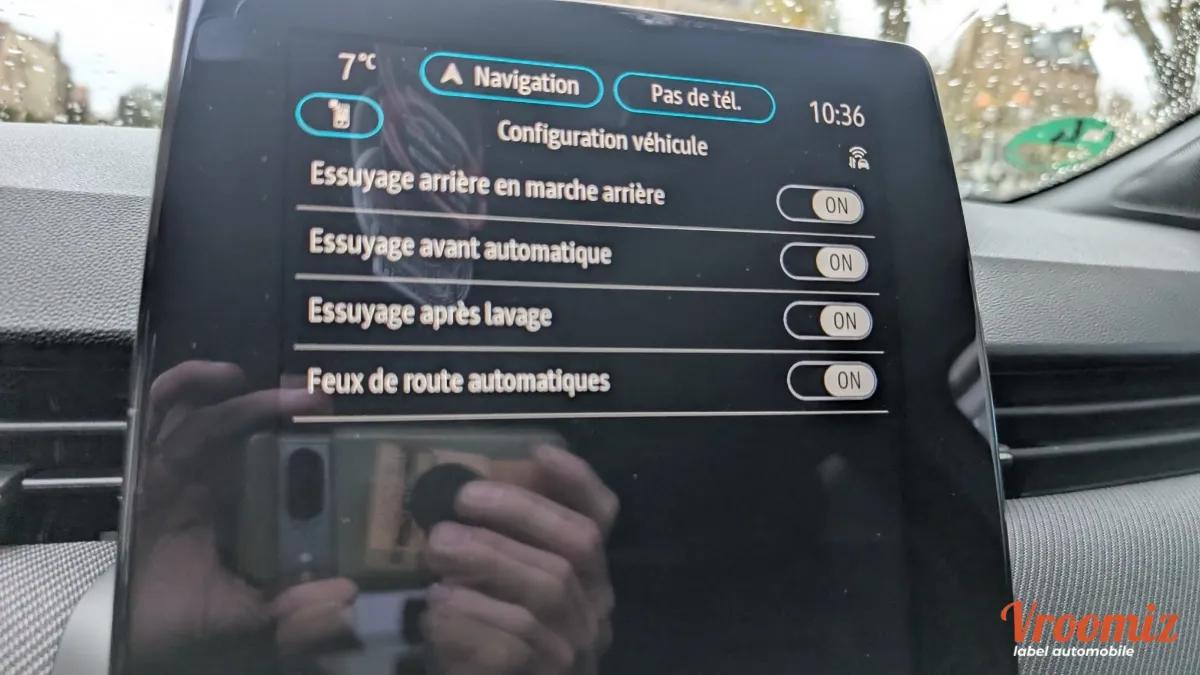 7°C
Navigation
Pas de tél.
10:36
Configuration véhicule
Essuyage arrière en marche arrière
ON
Essuyage avant automatique
ON
Essuyage après lavage
ON
Feux de route automatiques
ON
Vroomiz
label automobile